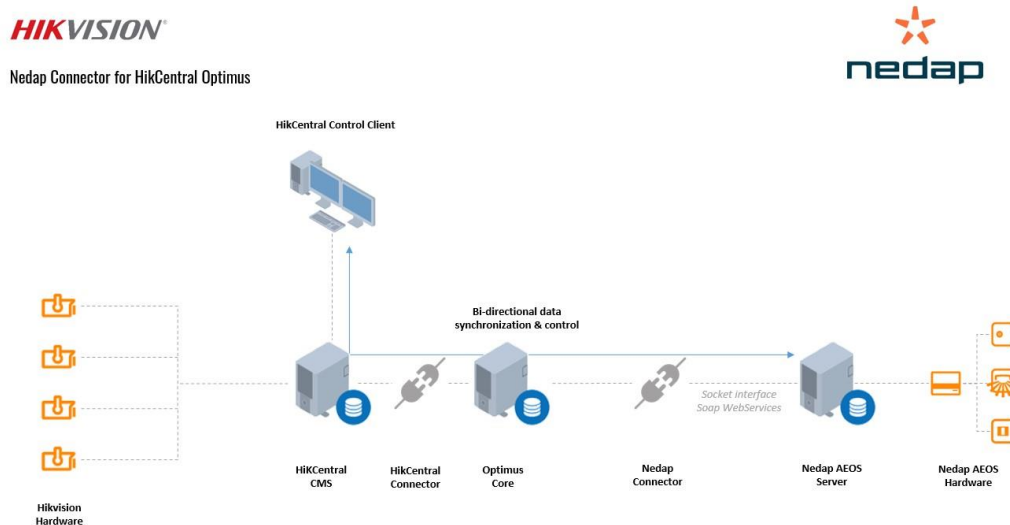 HIKVISION®
nedap
Nedap Connector for HikCentral Optimus
HikCentral Control Client
Bi-directional data
synchronization & control
Socket interface
Soap WebServices
HiKCentral
CMS
HikCentral
Connector
Optimus
Core
Nedap
Connector
Nedap AEOS
Server
Nedap AEOS
Hardware
Hikvision
Hardware